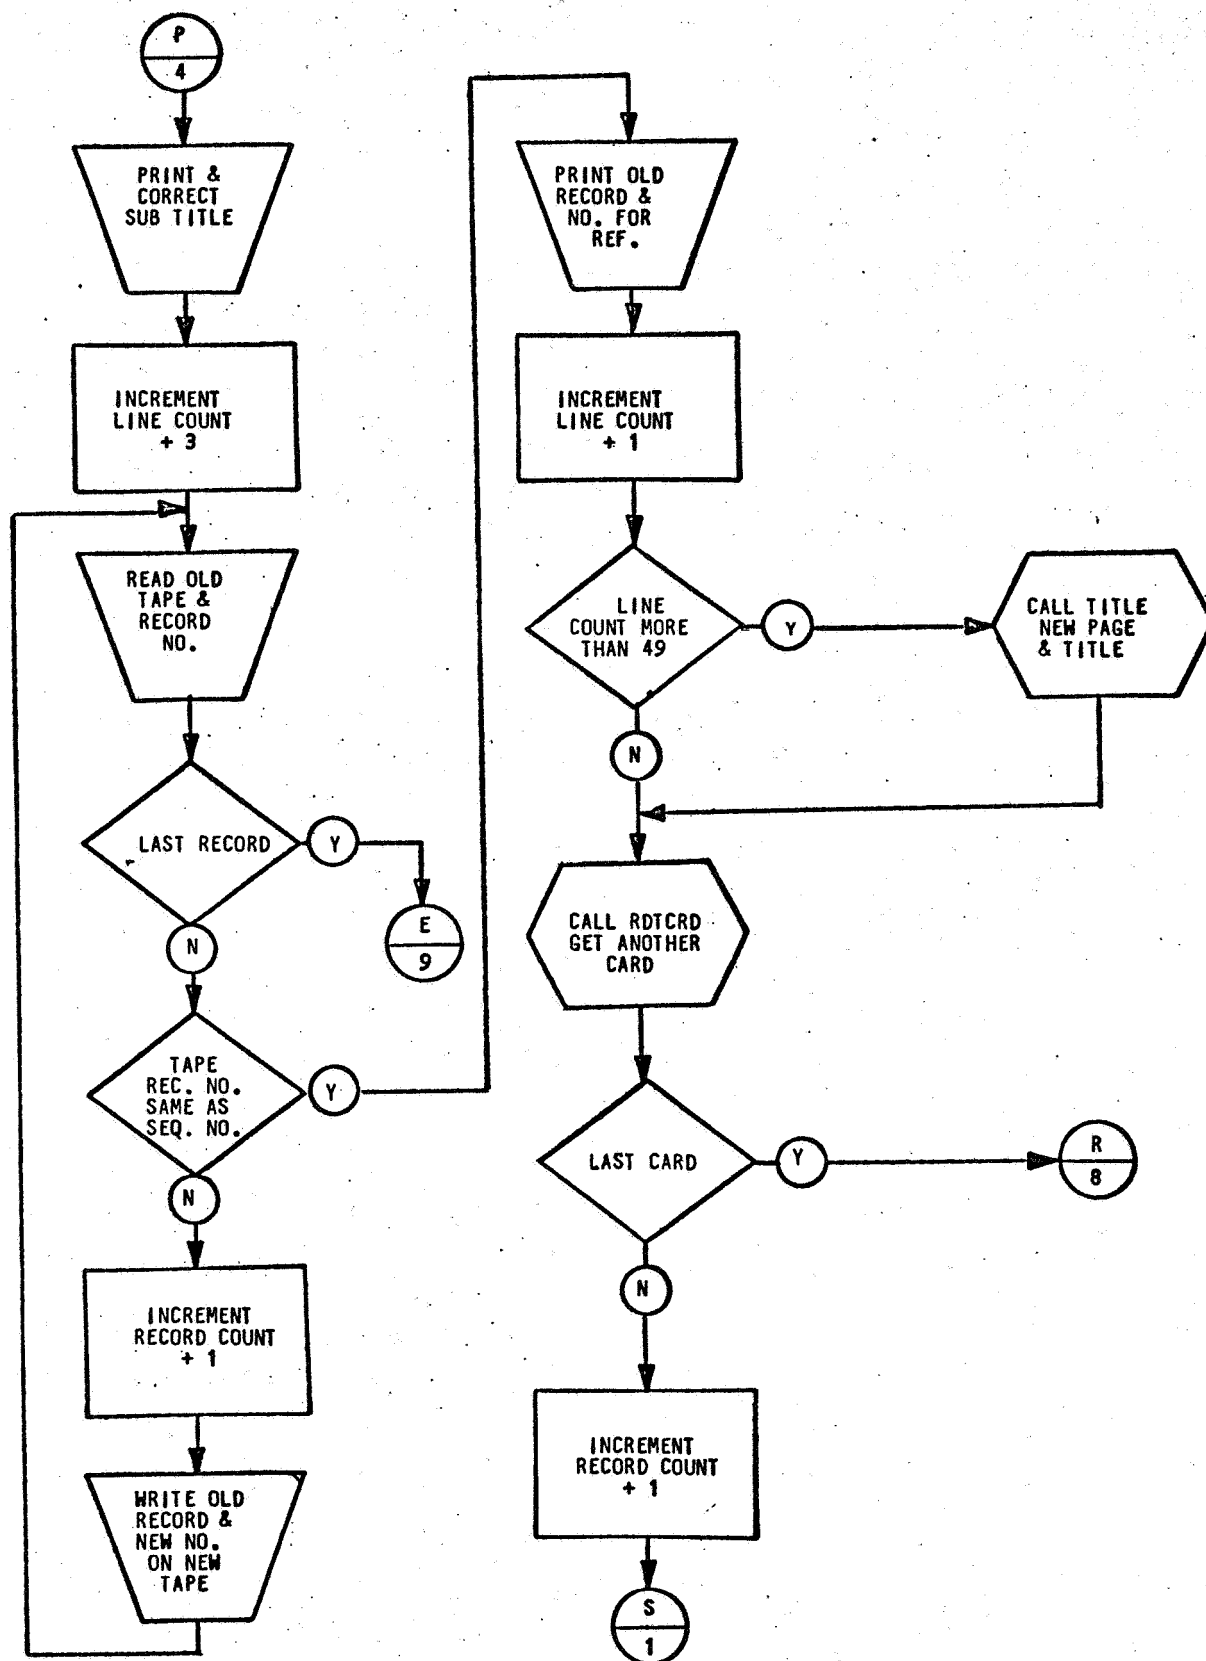 P
4
PRINT &
CORRECT
SUB TITLE
INCREMENT
LINE COUNT
+ 3
READ OLD
TAPE &
RECORD
NO.
LAST RECORD
Y
E
9
N
TAPE
REC. NO.
SAME AS
SEQ. NO.
Y
N
INCREMENT
RECORD COUNT
+ 1
WRITE OLD
RECORD &
NEW NO.
ON NEW
TAPE
PRINT OLD
RECORD &
NO. FOR
REF.
INCREMENT
LINE COUNT
+ 1
LINE
COUNT MORE
THAN 49
Y
CALL TITLE
NEW PAGE
& TITLE
N
CALL RDTCRD
GET ANOTHER
CARD
LAST CARD
Y
R
8
N
INCREMENT
RECORD COUNT
+ 1
S
1